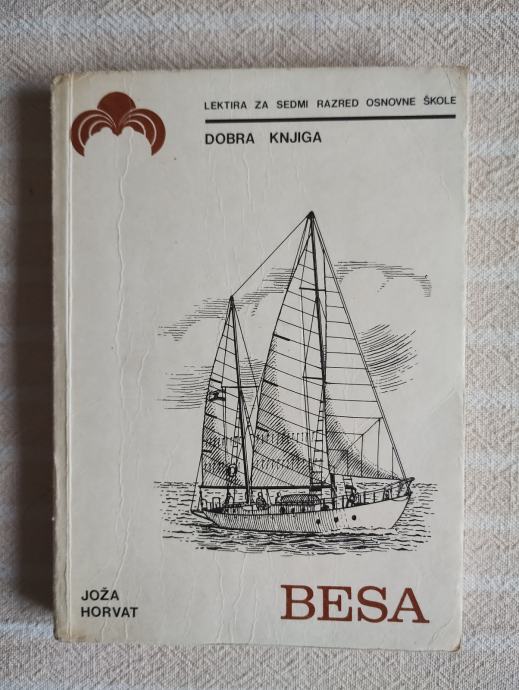 LEKTIRA ZA SEDMI RAZRED OSNOVNE ŠKOLE
DOBRA KNJIGA
JOŽA
HORVAT
BESA